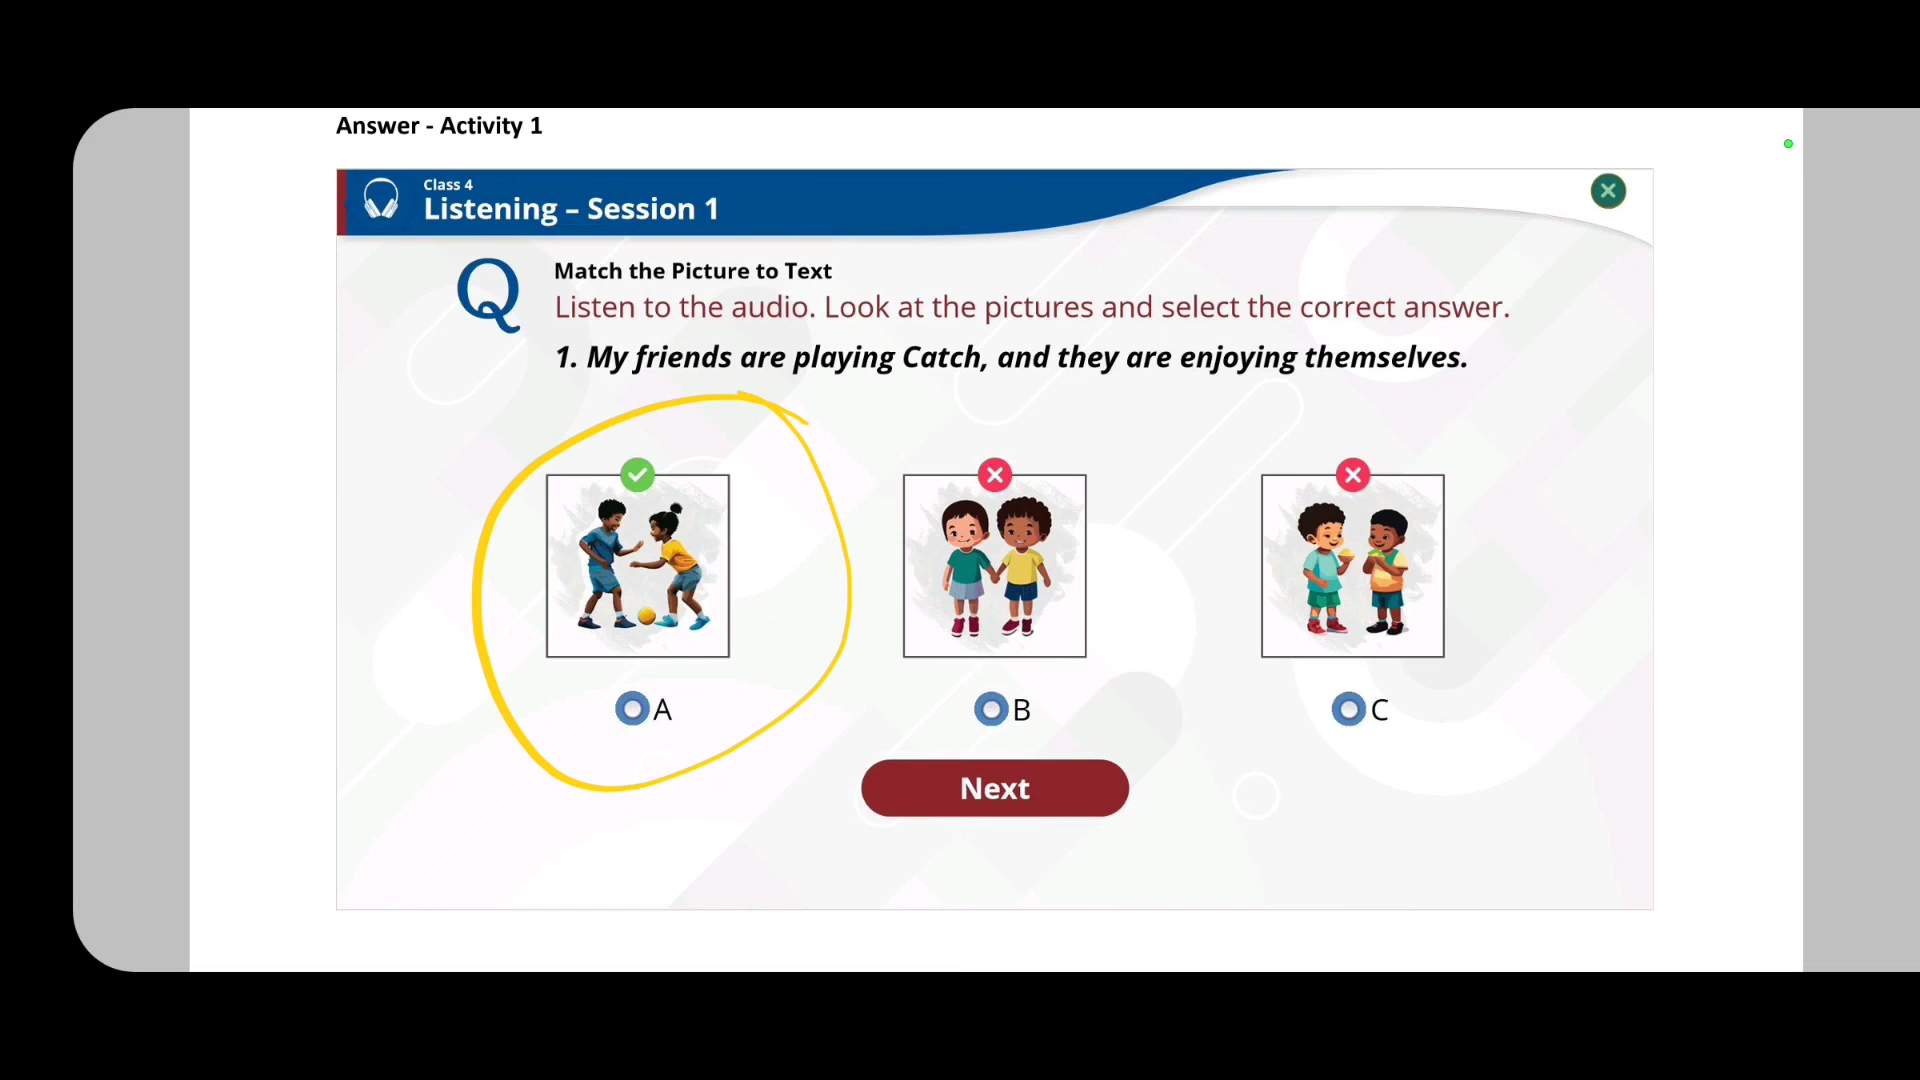 Answer - Activity 1
Class 4
Listening – Session 1
Q
Match the Picture to Text
Listen to the audio. Look at the pictures and select the correct answer.
1. My friends are playing Catch, and they are enjoying themselves.
A
B
C
Next